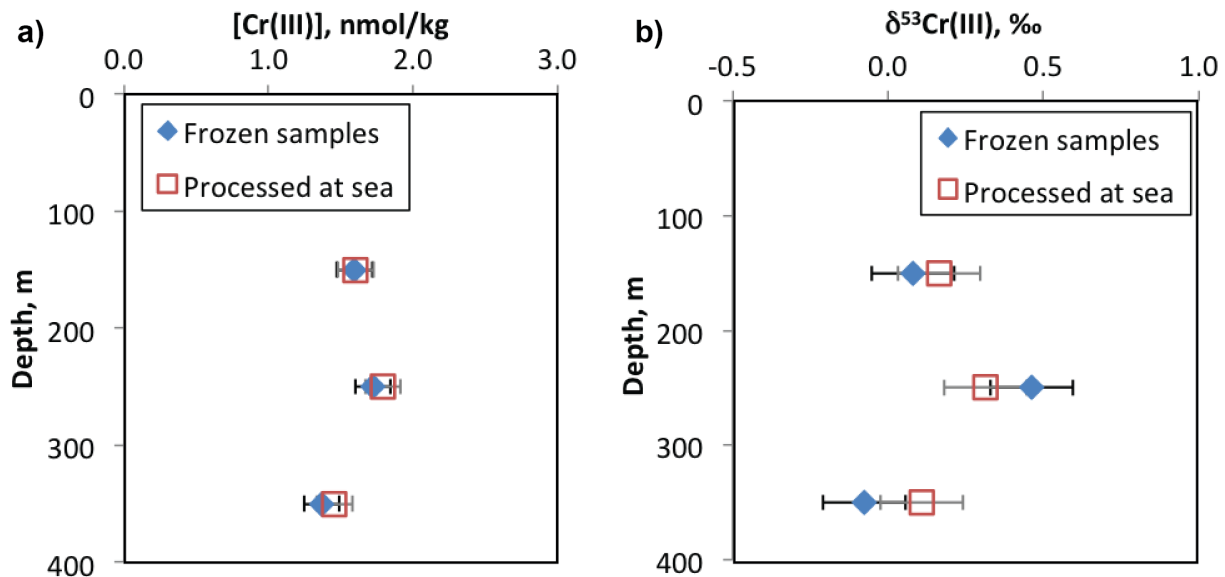 a)
[Cr(III)], nmol/kg
0.0 1.0 2.0 3.0
0
100
200
300
400
Depth, m
Frozen samples
Processed at sea
b)
δ⁵³Cr(III), ‰
-0.5 0.0 0.5 1.0
0
100
200
300
400
Depth, m
Frozen samples
Processed at sea